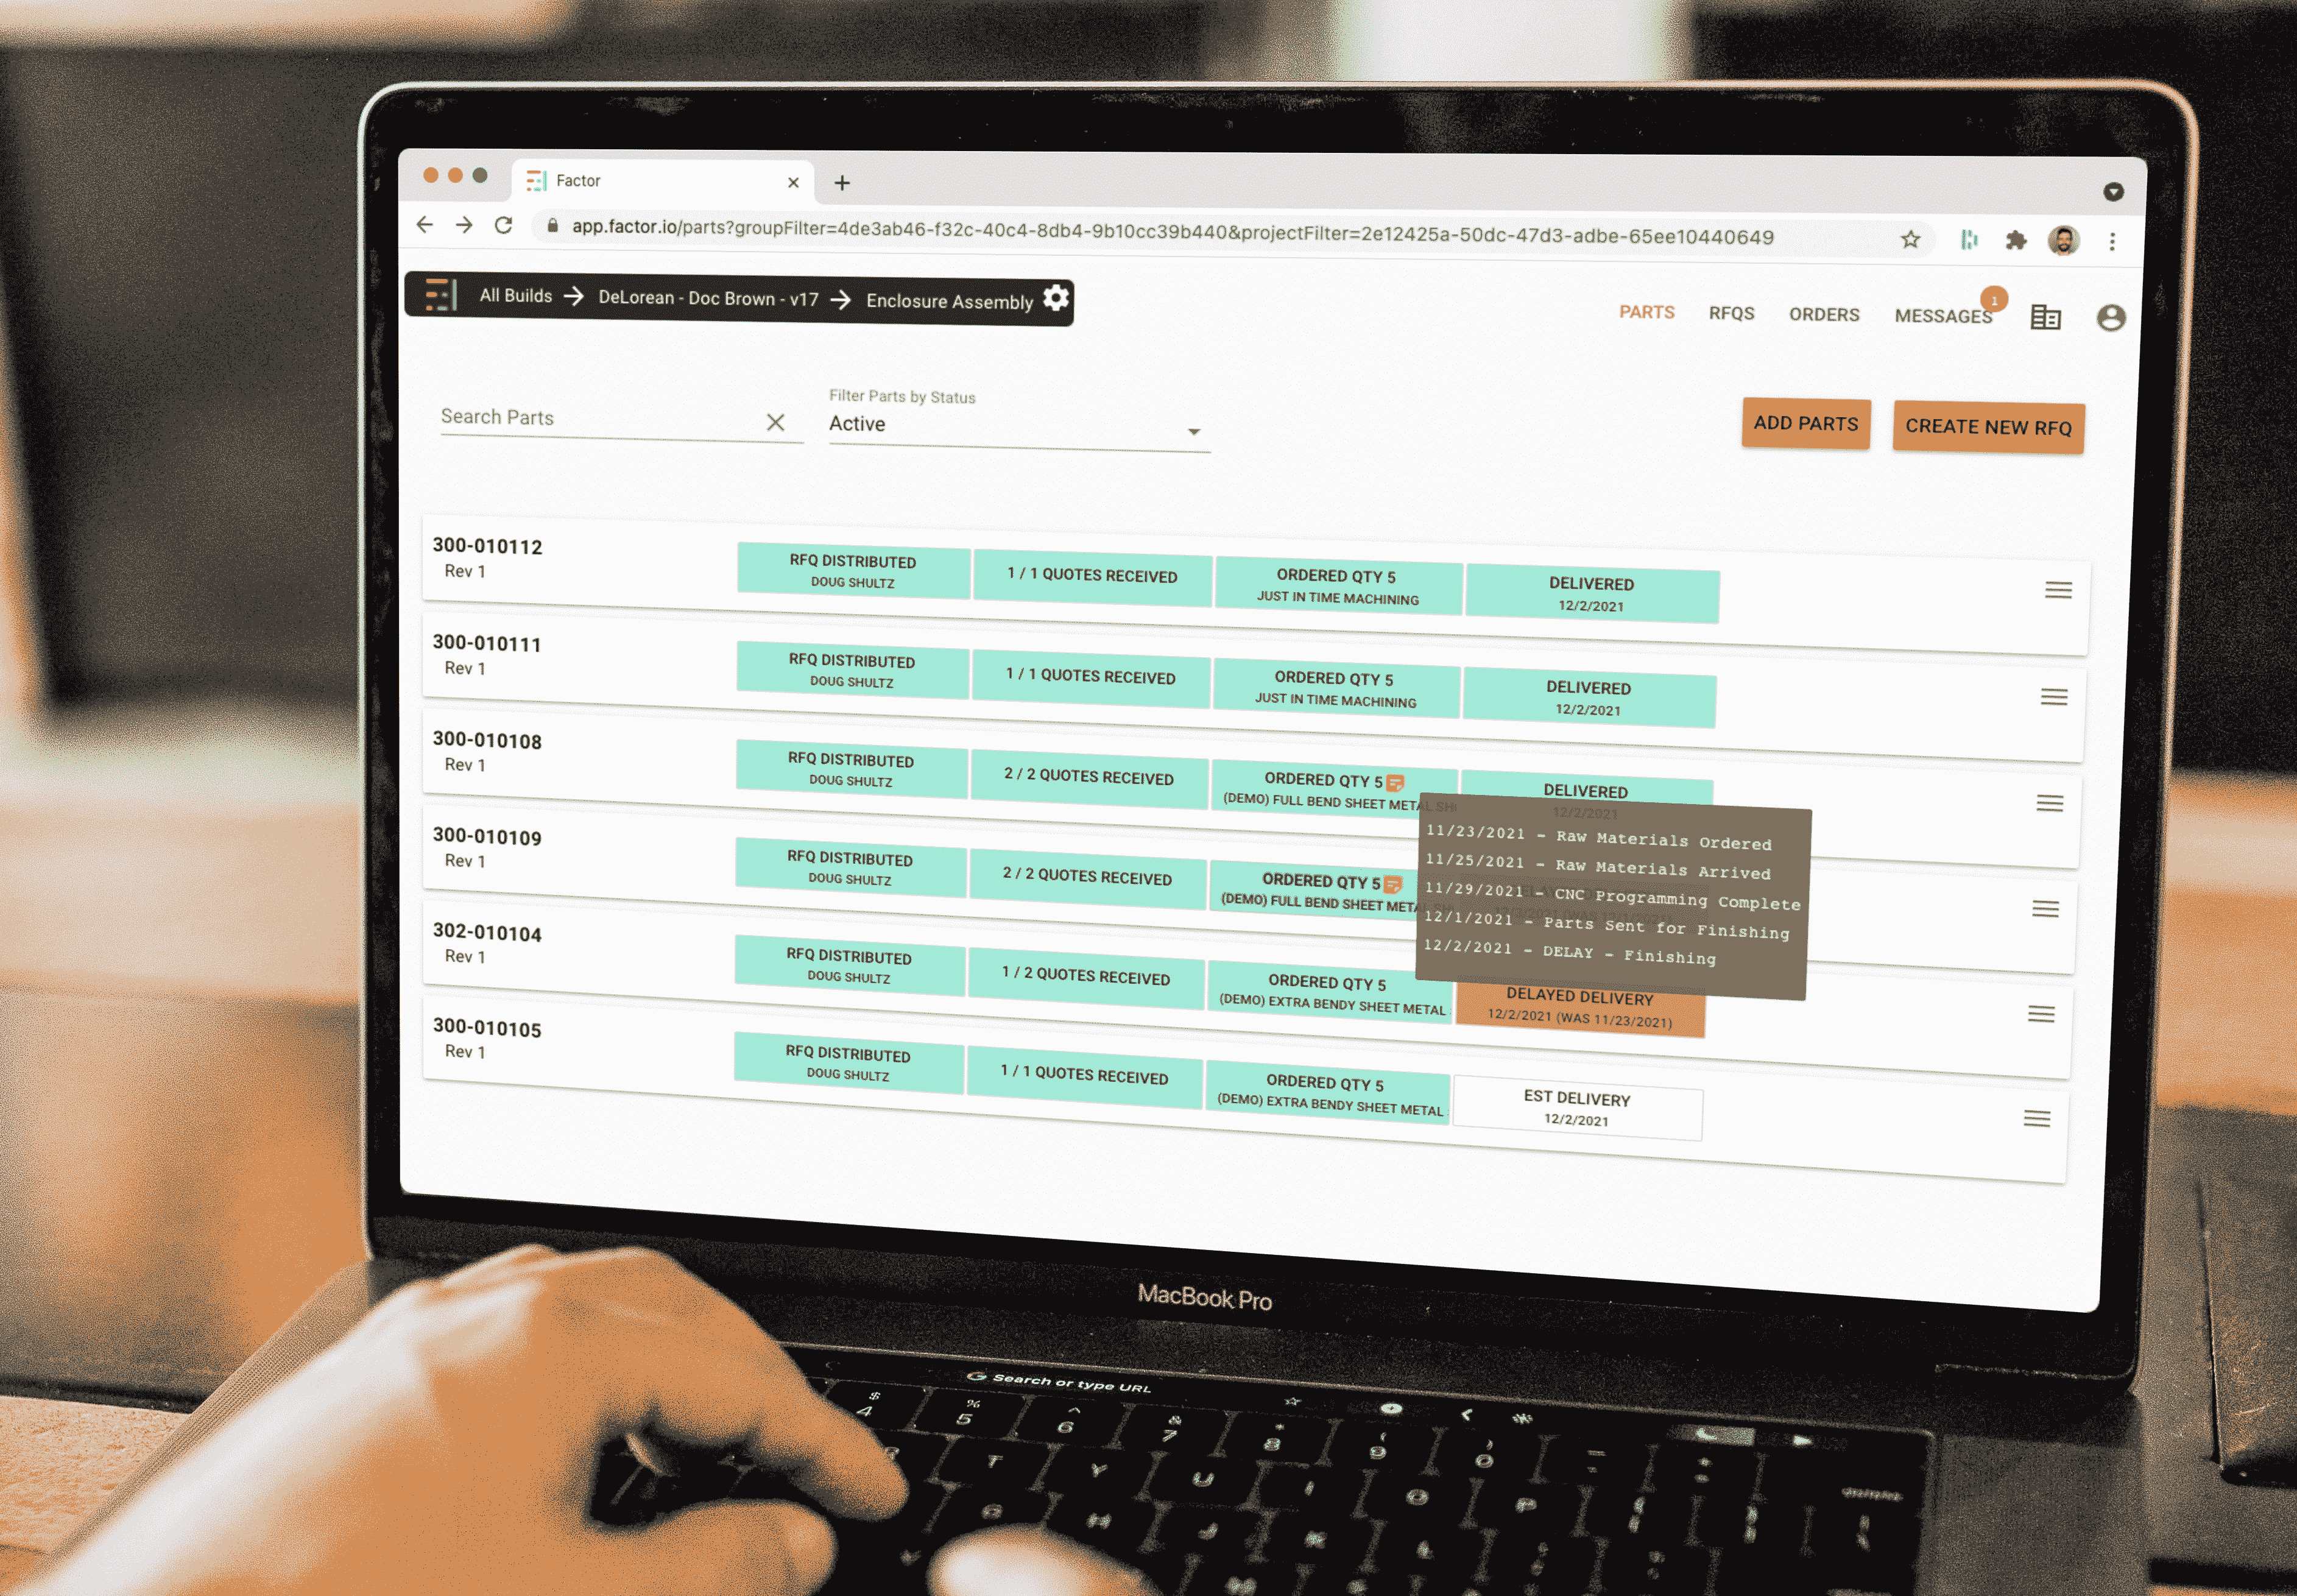 Factor
app.factor.io/parts?groupFilter=4de3ab46-f32c-40c4-8db4-9b10cc39b440&projectFilter=2e12425a-50dc-47d3-adbe-65ee10440649
All Builds → DeLorean - Doc Brown - v17 → Enclosure Assembly
PARTS RFQS ORDERS MESSAGES 1
Filter Parts by Status
Search Parts Active
ADD PARTS CREATE NEW RFQ
300-010112
Rev 1
RFQ DISTRIBUTED
DOUG SHULTZ
1 / 1 QUOTES RECEIVED
ORDERED QTY 5
JUST IN TIME MACHINING
DELIVERED
12/2/2021
300-010111
Rev 1
RFQ DISTRIBUTED
DOUG SHULTZ
1 / 1 QUOTES RECEIVED
ORDERED QTY 5
JUST IN TIME MACHINING
DELIVERED
12/2/2021
300-010108
Rev 1
RFQ DISTRIBUTED
DOUG SHULTZ
2 / 2 QUOTES RECEIVED
ORDERED QTY 5
(DEMO) FULL BEND SHEET METAL
DELIVERED
12/2/2021
11/23/2021 - Raw Materials Ordered
11/25/2021 - Raw Materials Arrived
11/29/2021 - CNC Programming Complete
12/1/2021 - Parts Sent for Finishing
12/2/2021 - DELAY - Finishing
300-010109
Rev 1
RFQ DISTRIBUTED
DOUG SHULTZ
2 / 2 QUOTES RECEIVED
ORDERED QTY 5
(DEMO) FULL BEND SHEET METAL
302-010104
Rev 1
RFQ DISTRIBUTED
DOUG SHULTZ
1 / 2 QUOTES RECEIVED
ORDERED QTY 5
(DEMO) EXTRA BENDY SHEET METAL
DELAYED DELIVERY
12/2/2021 (WAS 11/23/2021)
300-010105
Rev 1
RFQ DISTRIBUTED
DOUG SHULTZ
1 / 1 QUOTES RECEIVED
ORDERED QTY 5
(DEMO) EXTRA BENDY SHEET METAL
EST DELIVERY
12/2/2021
MacBook Pro
G Search or type URL
$ % ^ & * ( )
4 5 6 7 8 9 0
T Y U I O P
G H J K L